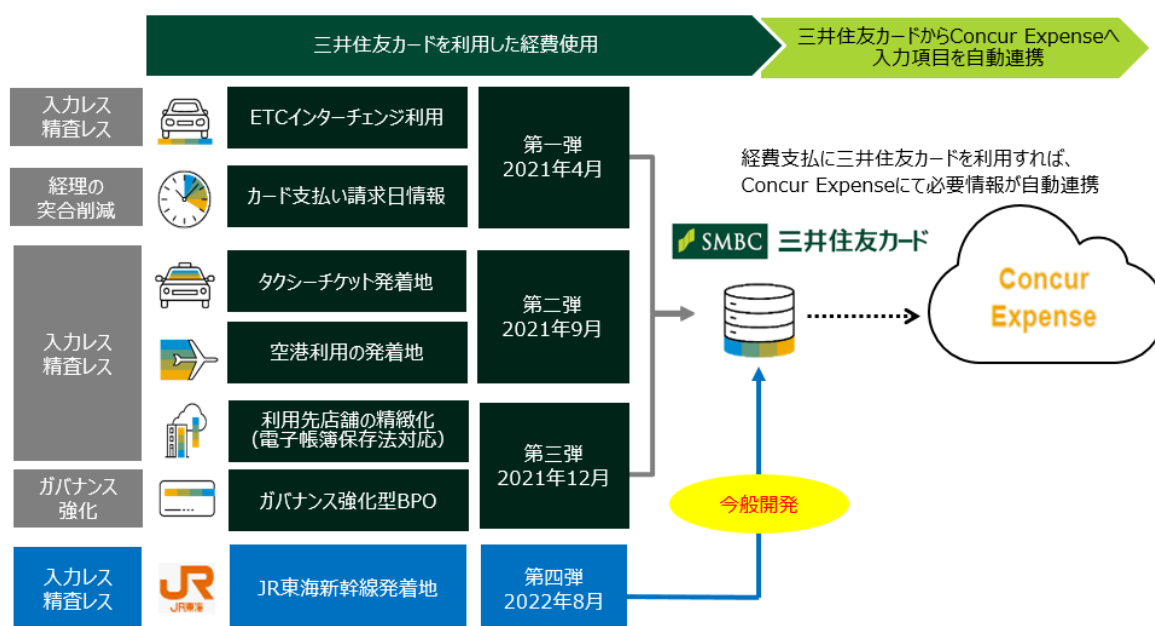 三井住友カードを利用した経費使用
三井住友カードからConcur Expenseへ
入力項目を自動連携
入力レス
精査レス
ETCインターチェンジ利用
第一弾
2021年4月
経理の
突合削減
カード支払い請求日情報
経費支払に三井住友カードを利用すれば、
Concur Expenseにて必要情報が自動連携
SMBC 三井住友カード
Concur
Expense
入力レス
精査レス
タクシーチケット発着地
第二弾
2021年9月
空港利用の発着地
利用先店舗の精緻化
(電子帳簿保存法対応)
第三弾
2021年12月
ガバナンス
強化
ガバナンス強化型BPO
今般開発
入力レス
精査レス
JR
JR東海
JR東海新幹線発着地
第四弾
2022年8月